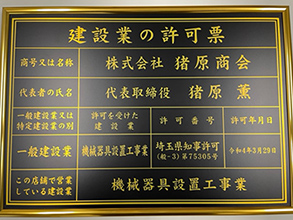 建設業の許可票
商号又は名称 株式会社 猪原商会
代表者の氏名 代表取締役 猪原 薫
一般建設業又は特定建設業の別 許可を受けた建設業 許可番号 許可年月日
一般建設業 機械器具設置工事業 埼玉県知事許可(般-3)第75305号 令和4年3月29日
この店舗で営業している建設業 機械器具設置工事業